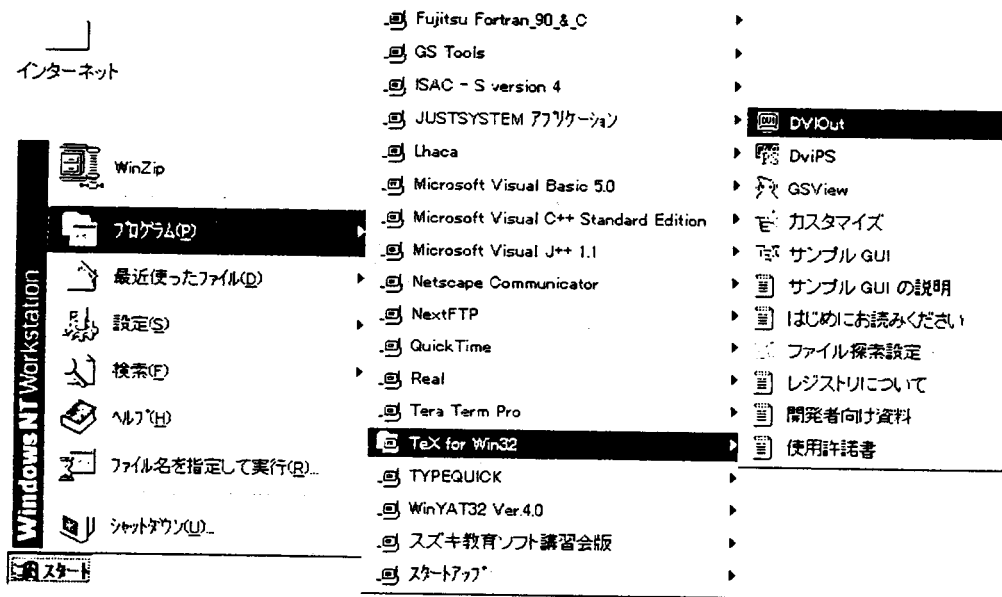 インターネット
Windows NT Workstation
WinZip
プログラム(P)
最近使ったファイル(D)
設定(S)
検索(F)
ヘルプ(H)
ファイル名を指定して実行(R)...
シャットダウン(U)...
スタート
Fujitsu Fortran_90_&_C
GS Tools
ISAC - S version 4
JUSTSYSTEM アプリケーション
Lhaca
Microsoft Visual Basic 5.0
Microsoft Visual C++ Standard Edition
Microsoft Visual J++ 1.1
Netscape Communicator
NextFTP
QuickTime
Real
Tera Term Pro
TeX for Win32
TYPEQUICK
WinYAT32 Ver.4.0
スズキ教育ソフト講習会版
スタートアップ
DVIOut
DviPS
GSView
カスタマイズ
サンプル GUI
サンプル GUI の説明
はじめにお読みください
ファイル探索設定
レジストリについて
開発者向け資料
使用許諾書